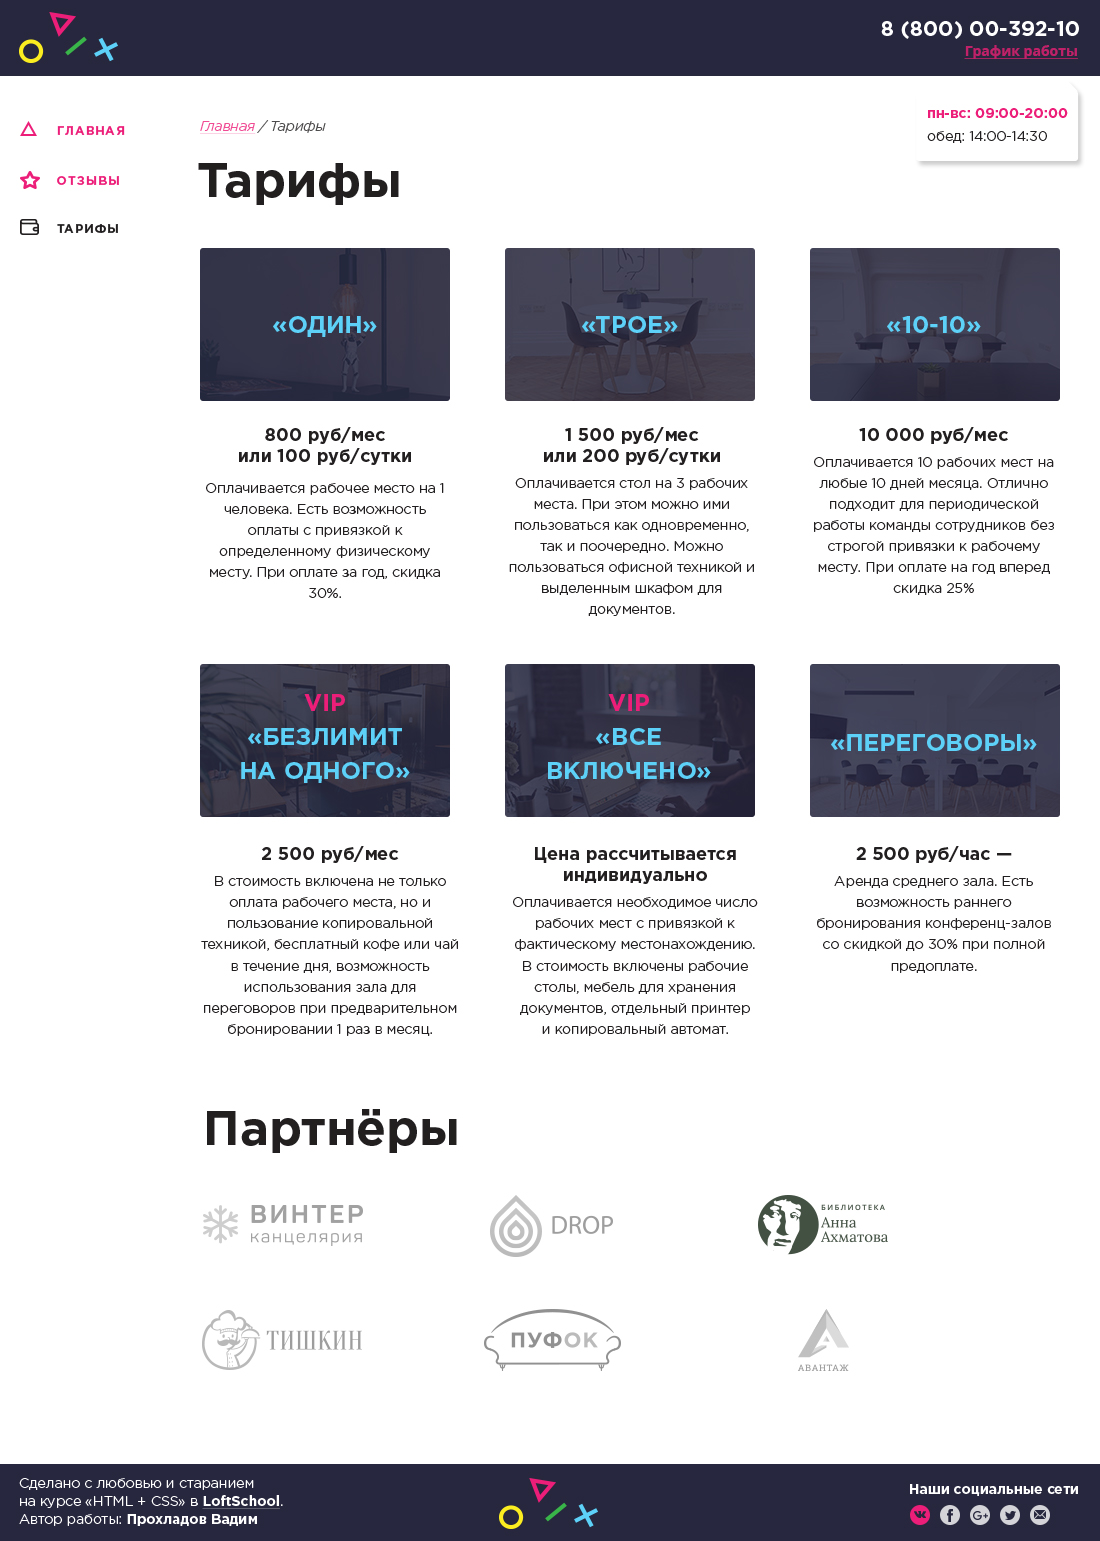 8 (800) 00-392-10
График работы
пн-вс: 09:00-20:00
обед: 14:00-14:30
ГЛАВНАЯ
ОТЗЫВЫ
ТАРИФЫ
Главная / Тарифы
Тарифы
«ОДИН»
800 руб/мес
или 100 руб/сутки
Оплачивается рабочее место на 1
человека. Есть возможность
оплаты с привязкой к
определенному физическому
месту. При оплате за год, скидка
30%.
«ТРОЕ»
1 500 руб/мес
или 200 руб/сутки
Оплачивается стол на 3 рабочих
места. При этом можно ими
пользоваться как одновременно,
так и поочередно. Можно
пользоваться офисной техникой и
выделенным шкафом для
документов.
«10-10»
10 000 руб/мес
Оплачивается 10 рабочих мест на
любые 10 дней месяца. Отлично
подходит для периодической
работы команды сотрудников без
строгой привязки к рабочему
месту. При оплате на год вперед
скидка 25%
VIP
«БЕЗЛИМИТ
НА ОДНОГО»
2 500 руб/мес
В стоимость включена не только
оплата рабочего места, но и
пользование копировальной
техникой, бесплатный кофе или чай
в течение дня, возможность
использования зала для
переговоров при предварительном
бронировании 1 раз в месяц.
VIP
«ВСЕ
ВКЛЮЧЕНО»
Цена рассчитывается
индивидуально
Оплачивается необходимое число
рабочих мест с привязкой к
фактическому местонахождению.
В стоимость включены рабочие
столы, мебель для хранения
документов, отдельный принтер
и копировальный автомат.
«ПЕРЕГОВОРЫ»
2 500 руб/час —
Аренда среднего зала. Есть
возможность раннего
бронирования конференц-залов
со скидкой до 30% при полной
предоплате.
Партнёры
ВИНТЕР
канцелярия
DROP
БИБЛИОТЕКА
Анна
Ахматова
ТИШКИН
ПУФОК
АВАНТАЖ
Сделано с любовью и старанием
на курсе «HTML + CSS» в LoftSchool.
Автор работы: Прохладов Вадим
Наши социальные сети